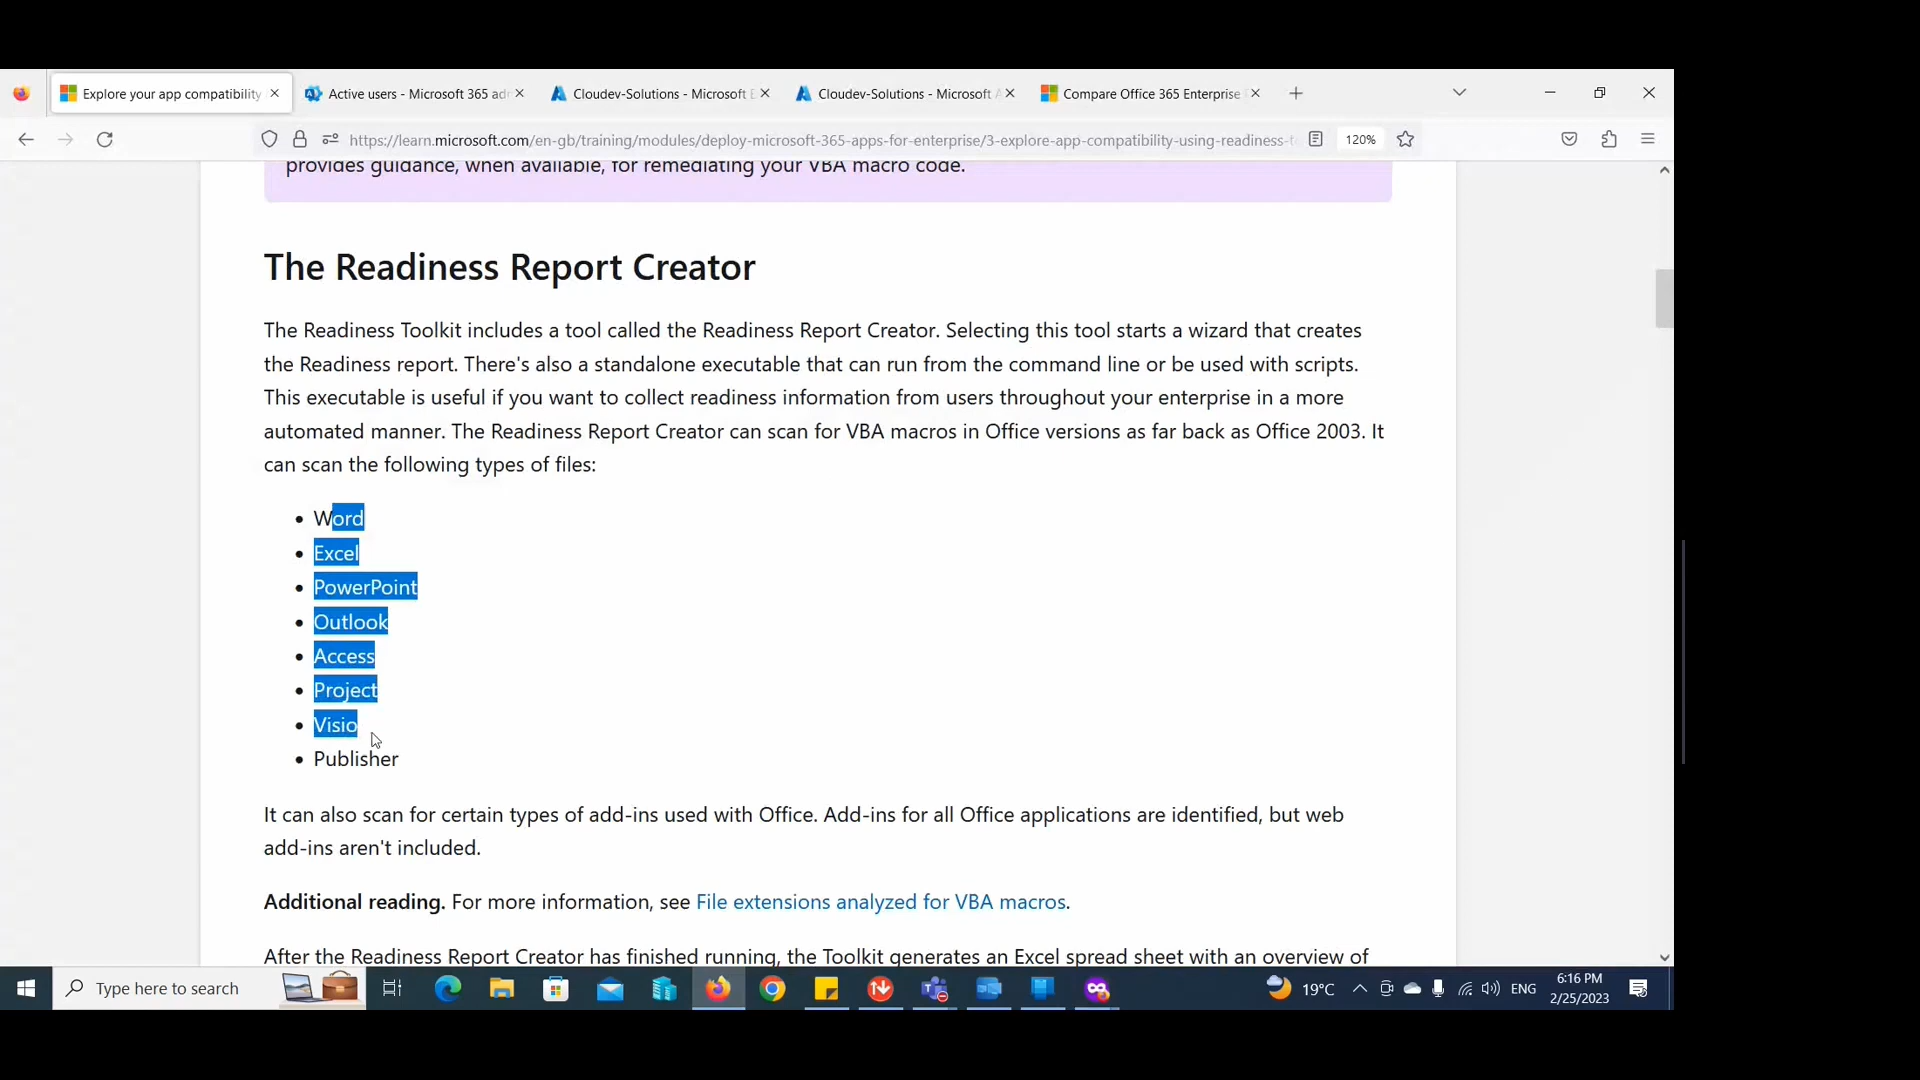 Explore your app compatibility
Active users - Microsoft 365 ad
Cloudev-Solutions - Microsoft E
Cloudev-Solutions - Microsoft A
Compare Office 365 Enterprise
https://learn.microsoft.com/en-gb/training/modules/deploy-microsoft-365-apps-for-enterprise/3-explore-app-compatibility-using-readiness-t
120%
provides guidance, when available, for remediating your VBA macro code.
The Readiness Report Creator
The Readiness Toolkit includes a tool called the Readiness Report Creator. Selecting this tool starts a wizard that creates
the Readiness report. There's also a standalone executable that can run from the command line or be used with scripts.
This executable is useful if you want to collect readiness information from users throughout your enterprise in a more
automated manner. The Readiness Report Creator can scan for VBA macros in Office versions as far back as Office 2003. It
can scan the following types of files:
• Word
• Excel
• PowerPoint
• Outlook
• Access
• Project
• Visio
• Publisher
It can also scan for certain types of add-ins used with Office. Add-ins for all Office applications are identified, but web
add-ins aren't included.
Additional reading. For more information, see File extensions analyzed for VBA macros.
After the Readiness Report Creator has finished running, the Toolkit generates an Excel spread sheet with an overview of
Type here to search
19°C
ENG
6:16 PM
2/25/2023